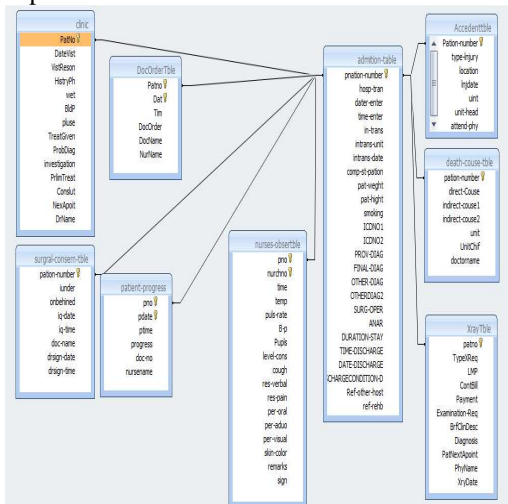 clinic
PatNo
DateVist
VistReson
HistryPh
wet
BldP
pluse
TreatGiven
ProbDiag
investigation
PrlimTreat
Conslut
NexApoit
DrName
DocOrderTble
Patno
Dat
Tim
DocOrder
DocName
NurName
surgral-consern-tble
pation-number
iunder
onbehined
iq-date
iq-time
doc-name
drsign-date
drsign-time
patient-progress
pno
pdate
ptime
progress
doc-no
nursename
nurses-obsertble
pno
nurchno
time
temp
puls-rate
B-p
Pupls
level-cons
cough
res-verbal
res-pain
per-oral
per-aduo
per-visual
skin-color
remarks
sign
admtion-table
pnation-number
hosp-tran
dater-enter
time-enter
in-trans
intrans-unit
intrans-date
comp-st-pation
pat-weght
pat-hight
smoking
ICDNO1
ICDNO2
PROV-DIAG
FINAL-DIAG
OTHER-DIAG
OTHERDIAG2
SURG-OPER
ANAR
DURATION-STAY
TIME-DISCHARGE
DATE-DISCHARGE
SCHARGECONDITION-D
Ref-other-host
ref-rehb
Accedenttble
Pation-number
type-Injury
location
injdate
uint
unit-head
attend-phy
death-couse-tble
pation-number
direct-Couse
indirect-couse1
indirect-couse2
unit
UnitChif
doctorname
XrayTble
patno
TypeXReq
LMP
ContBill
Payment
Examination-Req
BrfClinDesc
Diagnosis
PatNextApoint
PhyName
XryDate